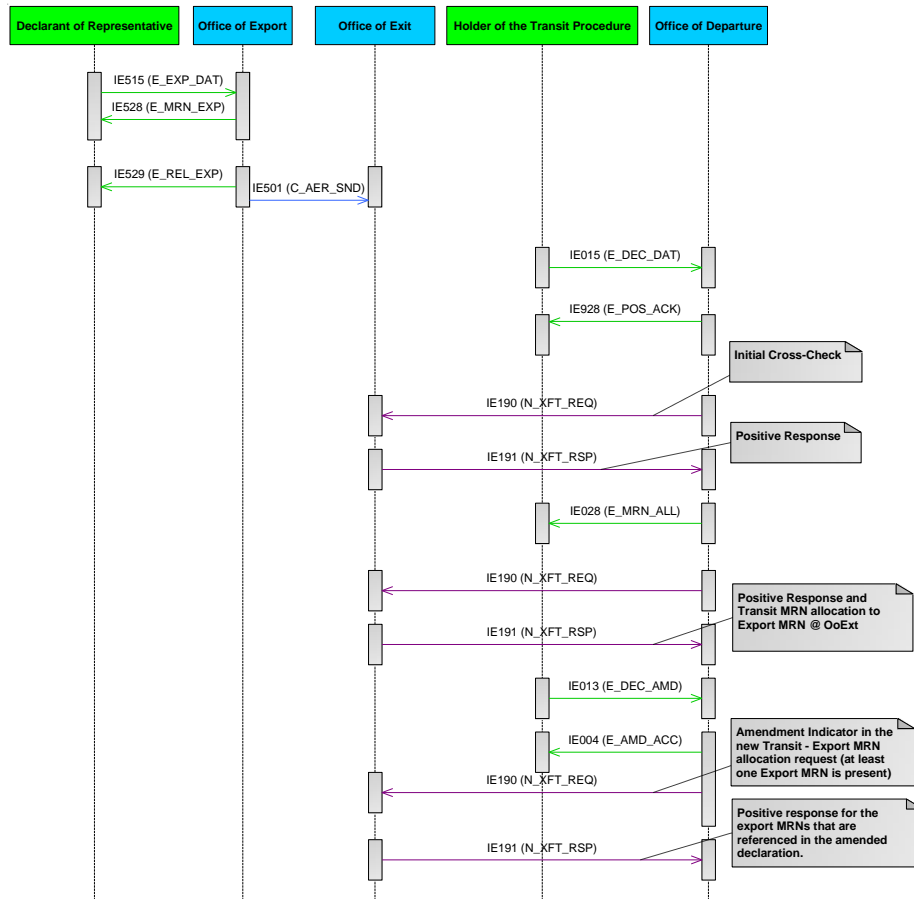 Declarant of Representative
Office of Export
Office of Exit
Holder of the Transit Procedure
Office of Departure
IE515 (E_EXP_DAT)
IE528 (E_MRN_EXP)
IE529 (E_REL_EXP)
IE501 (C_AER_SND)
IE015 (E_DEC_DAT)
IE928 (E_POS_ACK)
Initial Cross-Check
IE190 (N_XFT_REQ)
Positive Response
IE191 (N_XFT_RSP)
IE028 (E_MRN_ALL)
IE190 (N_XFT_REQ)
Positive Response and
Transit MRN allocation to
Export MRN @ OoExt
IE191 (N_XFT_RSP)
IE013 (E_DEC_AMD)
IE004 (E_AMD_ACC)
Amendment Indicator in the
new Transit - Export MRN
allocation request (at least
one Export MRN is present)
IE190 (N_XFT_REQ)
Positive response for the
export MRNs that are
referenced in the amended
declaration.
IE191 (N_XFT_RSP)